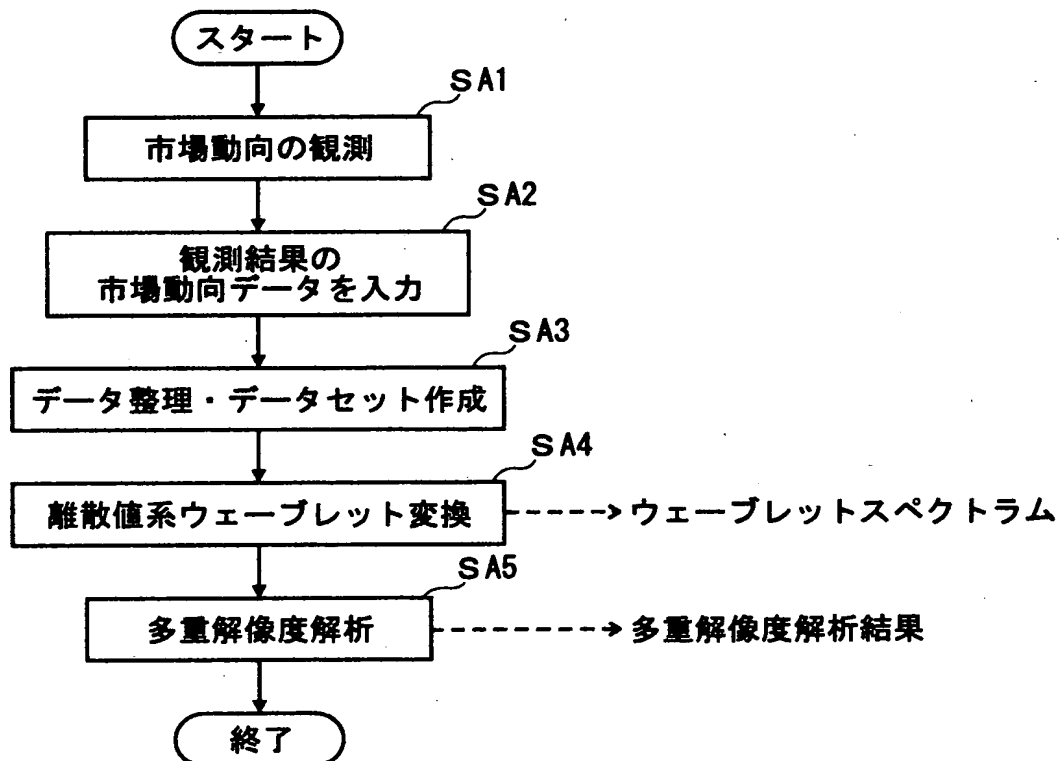 スタート
SA1
市場動向の観測
SA2
観測結果の
市場動向データを入力
SA3
データ整理・データセット作成
SA4
離散値系ウェーブレット変換
ウェーブレットスペクトラム
SA5
多重解像度解析
多重解像度解析結果
終了